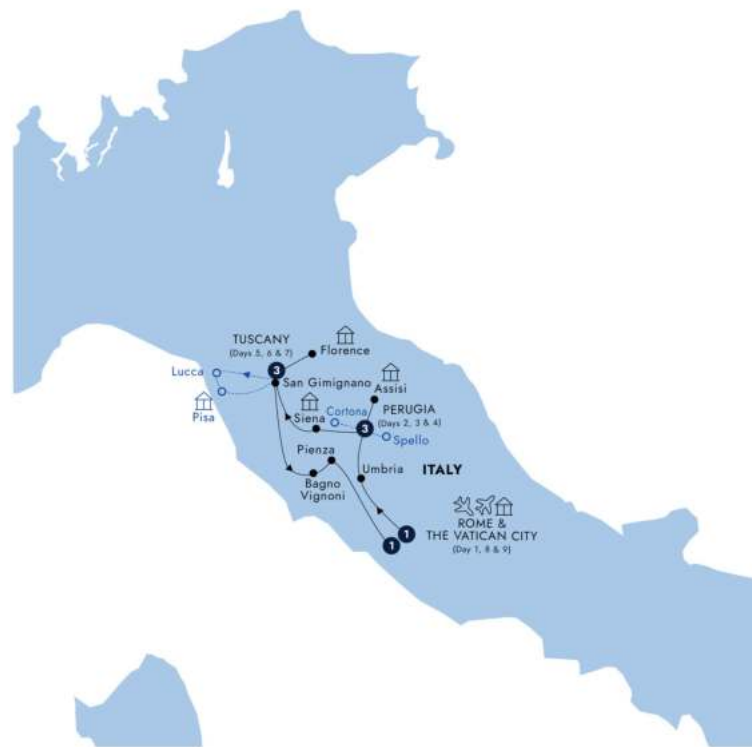 TUSCANY
(Days 5, 6 & 7)
Florence
3
Lucca
San Gimignano
Pisa
Assisi
Siena
Cortona
PERUGIA
(Days 2, 3 & 4)
3
Spello
Pienza
Bagno
Vignoni
Umbria
ITALY
ROME &
THE VATICAN CITY
(Day 1, 8 & 9)
1
1